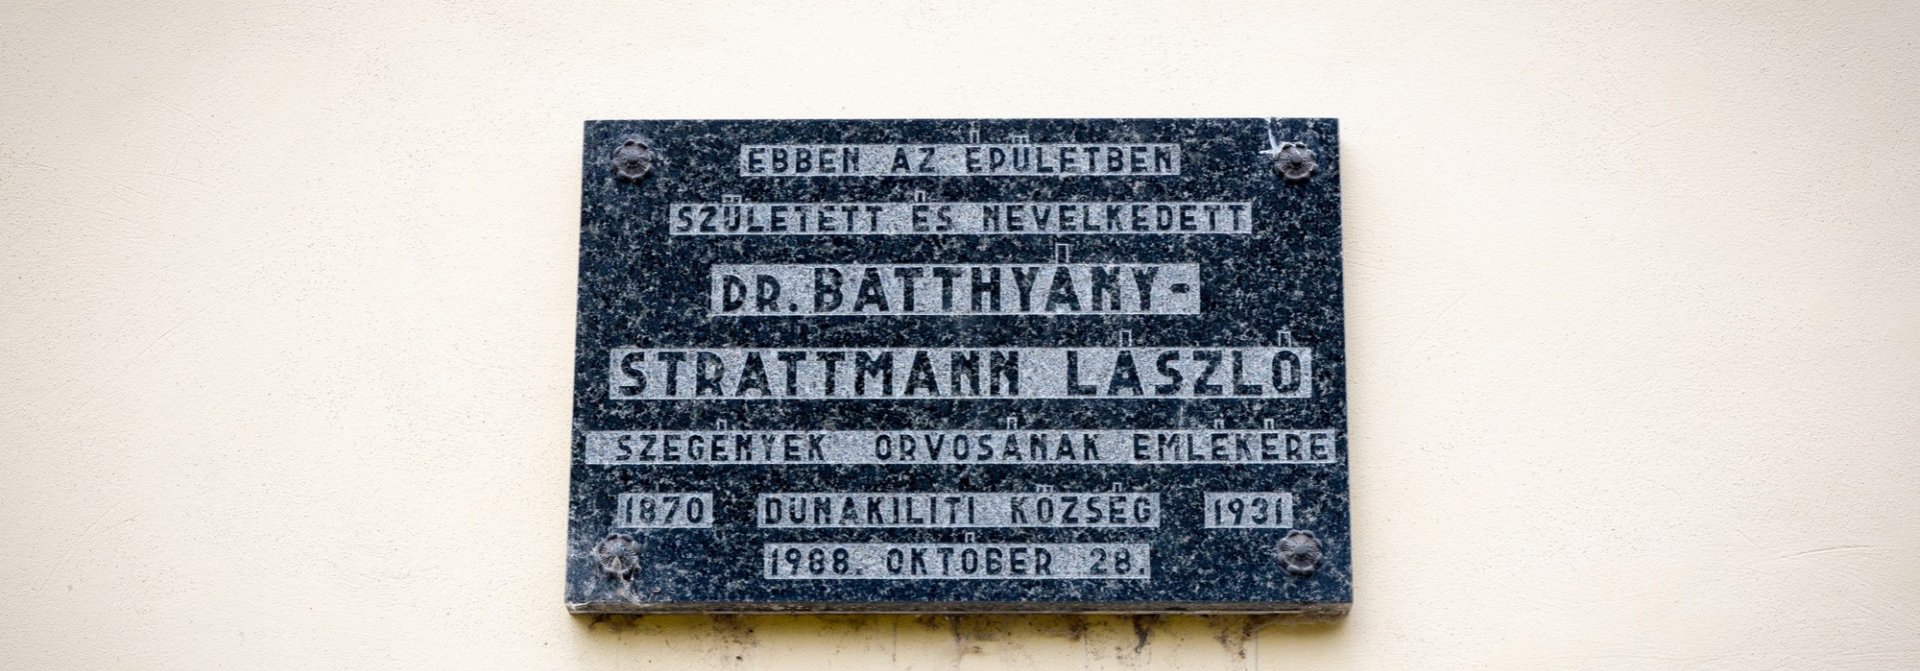 EBBEN AZ ÉPÜLETBEN
SZÜLETETT ÉS NEVELKEDETT
DR. BATTHYÁNY-
STRATTMANN LÁSZLÓ
SZEGÉNYEK ORVOSÁNAK EMLÉKÉRE
1870 DUNAKILITI KÖZSÉG 1931
1988. OKTÓBER 28.